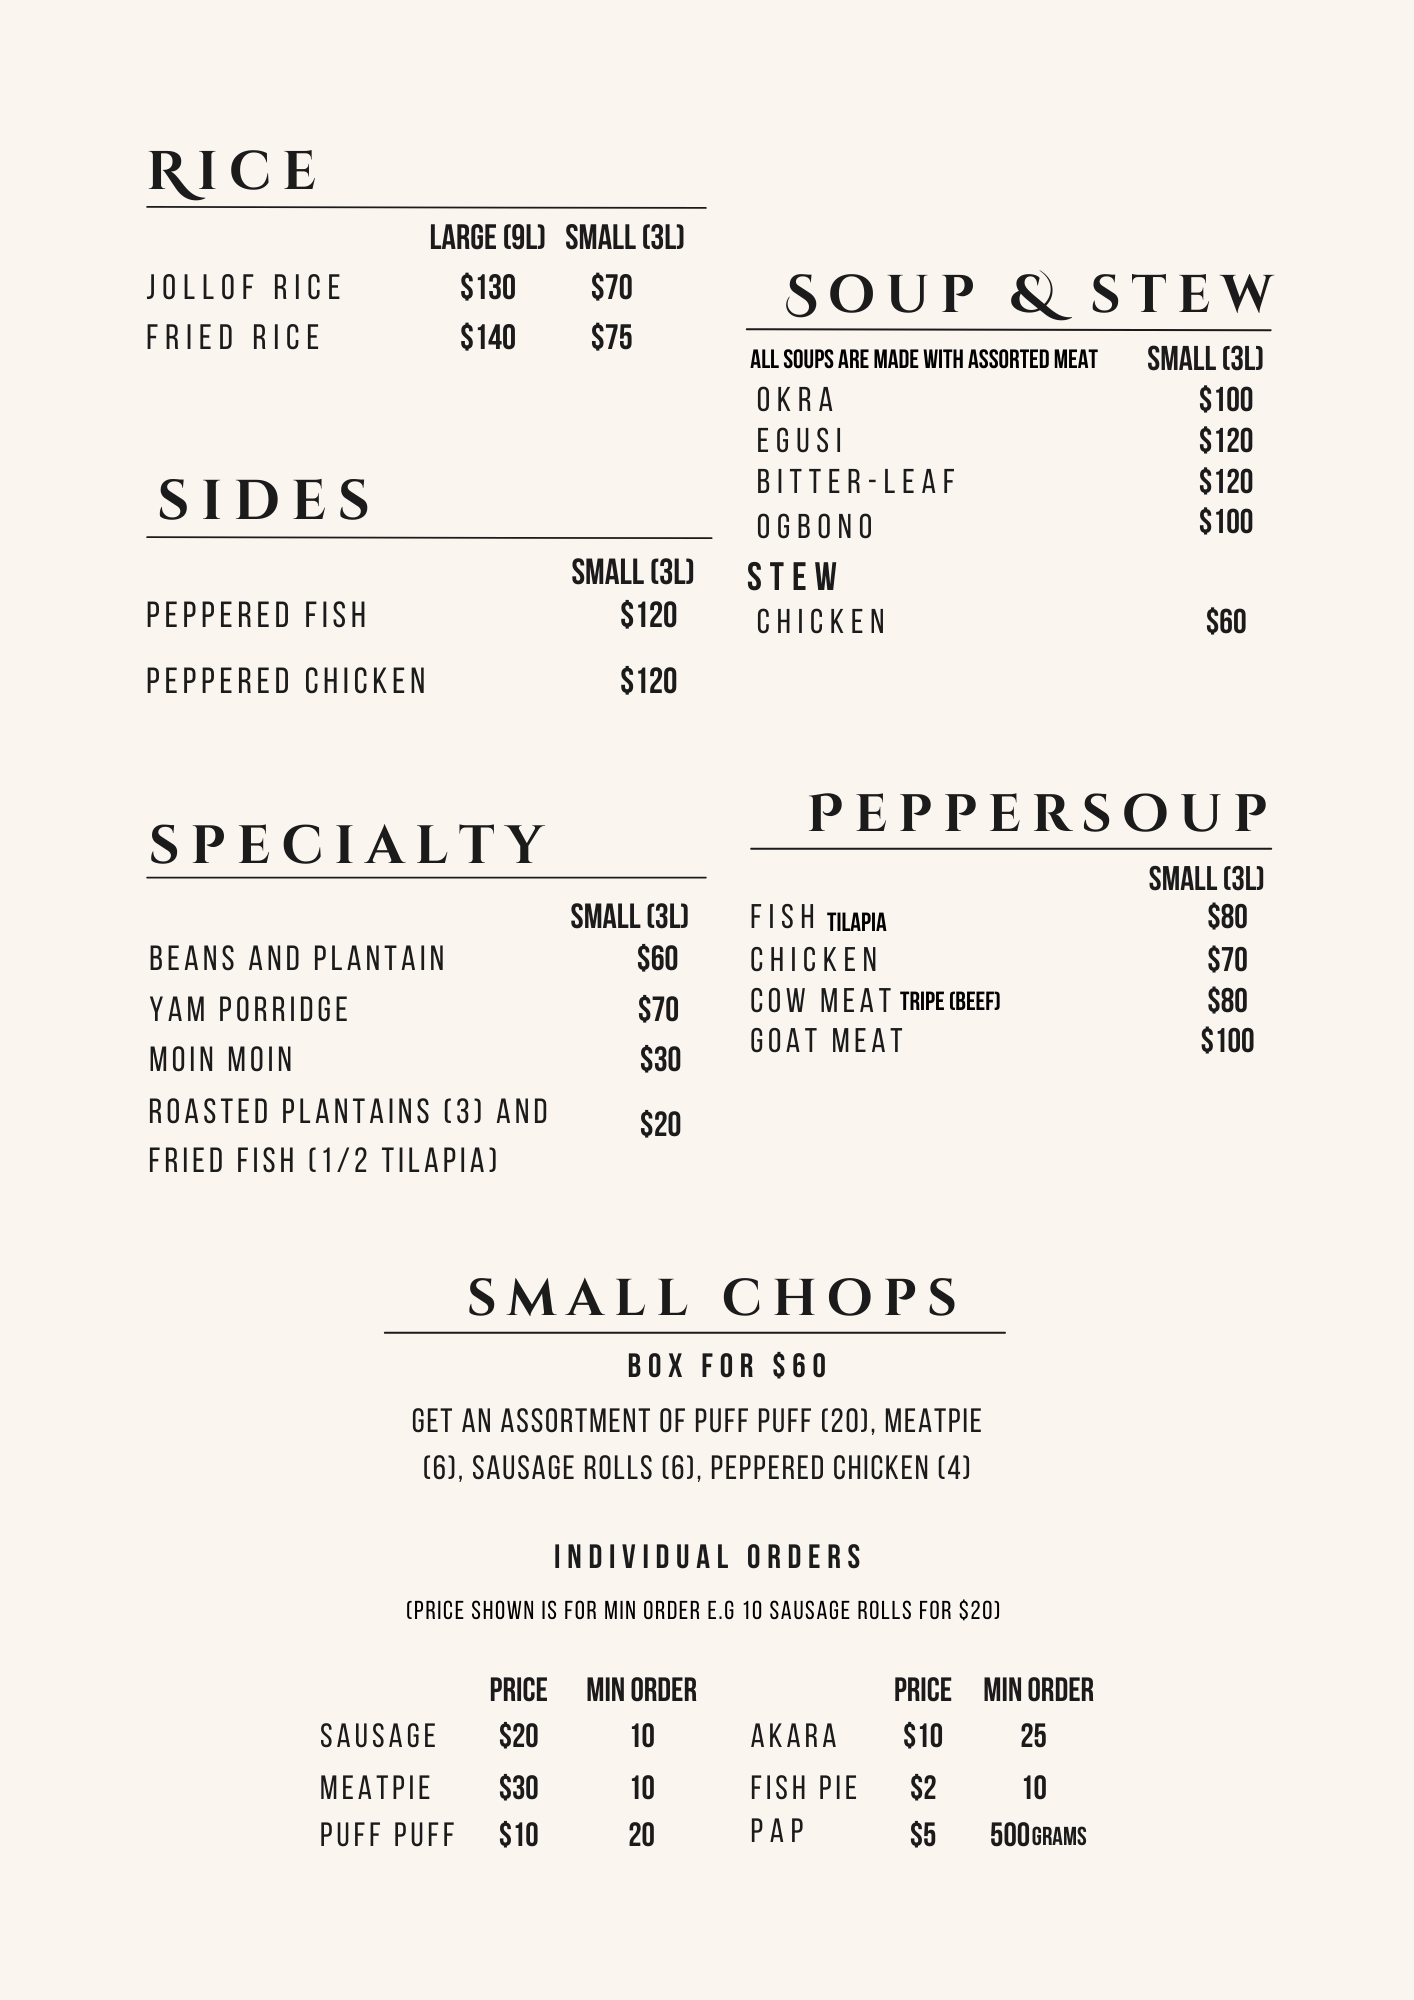 RICE
LARGE (9L) SMALL (3L)
JOLLOF RICE $130 $70
FRIED RICE $140 $75
SIDES
SMALL (3L)
PEPPERED FISH $120
PEPPERED CHICKEN $120
SPECIALTY
SMALL (3L)
BEANS AND PLANTAIN $60
YAM PORRIDGE $70
MOIN MOIN $30
ROASTED PLANTAINS (3) AND $20
FRIED FISH (1/2 TILAPIA)
SOUP & STEW
ALL SOUPS ARE MADE WITH ASSORTED MEAT SMALL (3L)
OKRA $100
EGUSI $120
BITTER-LEAF $120
OGBONO $100
STEW
CHICKEN $60
PEPPERSOUP
SMALL (3L)
FISH TILAPIA $80
CHICKEN $70
COW MEAT TRIPE (BEEF) $80
GOAT MEAT $100
SMALL CHOPS
BOX FOR $60
GET AN ASSORTMENT OF PUFF PUFF (20), MEATPIE
(6), SAUSAGE ROLLS (6), PEPPERED CHICKEN (4)
INDIVIDUAL ORDERS
(PRICE SHOWN IS FOR MIN ORDER E.G 10 SAUSAGE ROLLS FOR $20)
PRICE MIN ORDER
SAUSAGE $20 10
MEATPIE $30 10
PUFF PUFF $10 20
PRICE MIN ORDER
AKARA $10 25
FISH PIE $2 10
PAP $5 500GRAMS